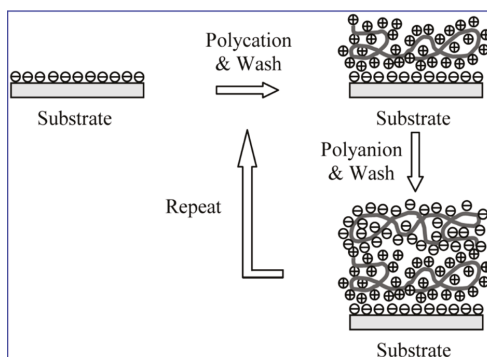 Polycation
& Wash
Substrate
Substrate
Polyanion
& Wash
Repeat
Substrate